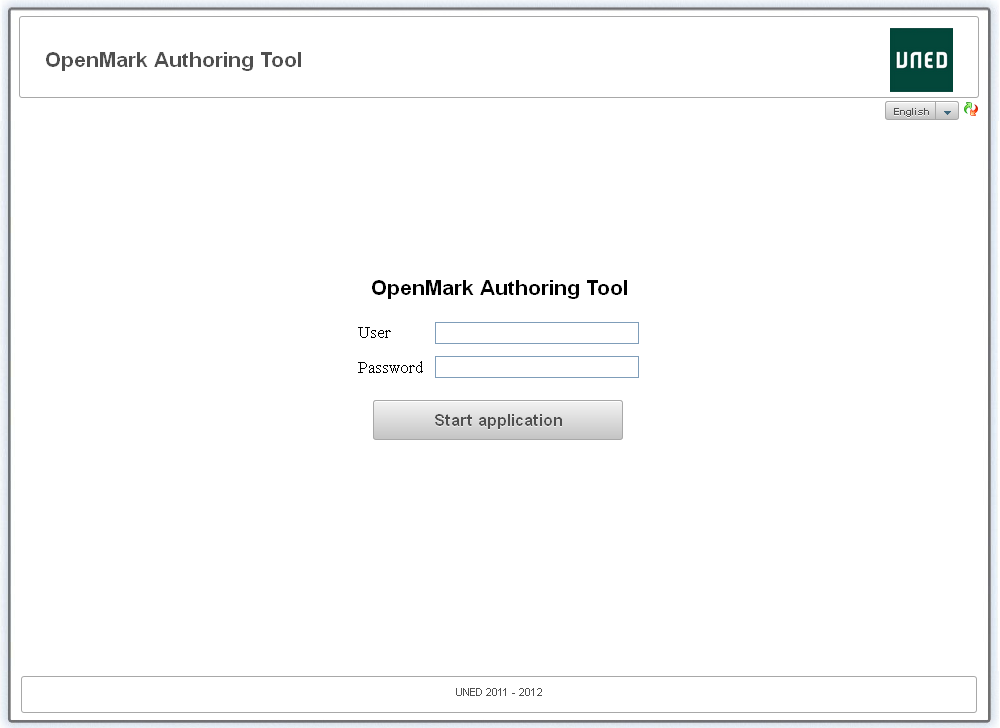 OpenMark Authoring Tool
UNED
English
OpenMark Authoring Tool
User
Password
Start application
UNED 2011 - 2012